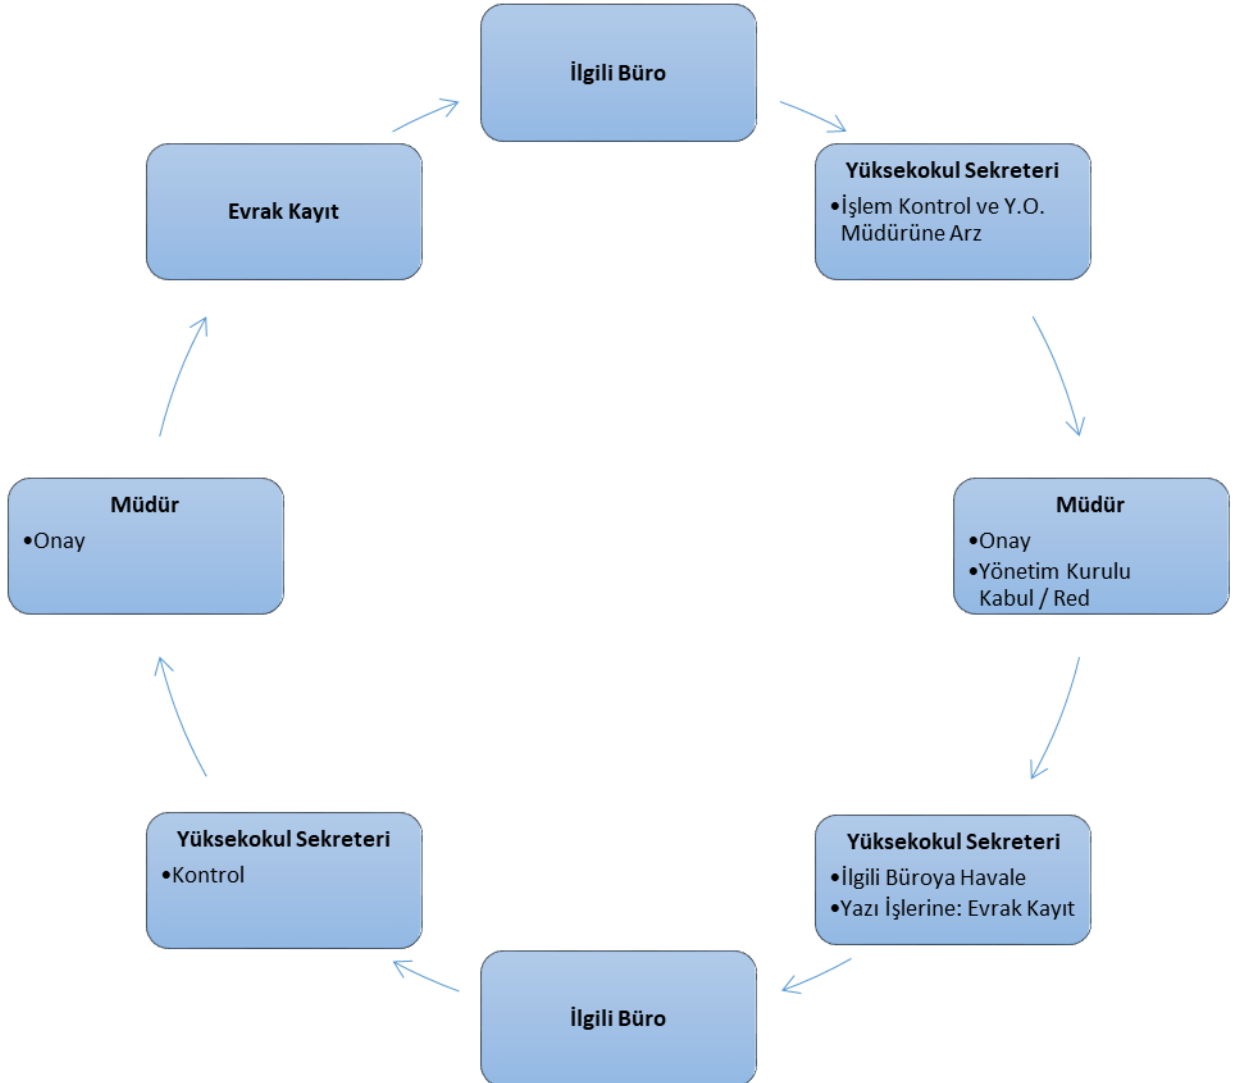 İlgili Büro
Yüksekokul Sekreteri
•İşlem Kontrol ve Y.O.
Müdürüne Arz
Müdür
•Onay
•Yönetim Kurulu
Kabul / Red
Yüksekokul Sekreteri
•İlgili Büroya Havale
•Yazı İşlerine: Evrak Kayıt
İlgili Büro
Yüksekokul Sekreteri
•Kontrol
Müdür
•Onay
Evrak Kayıt